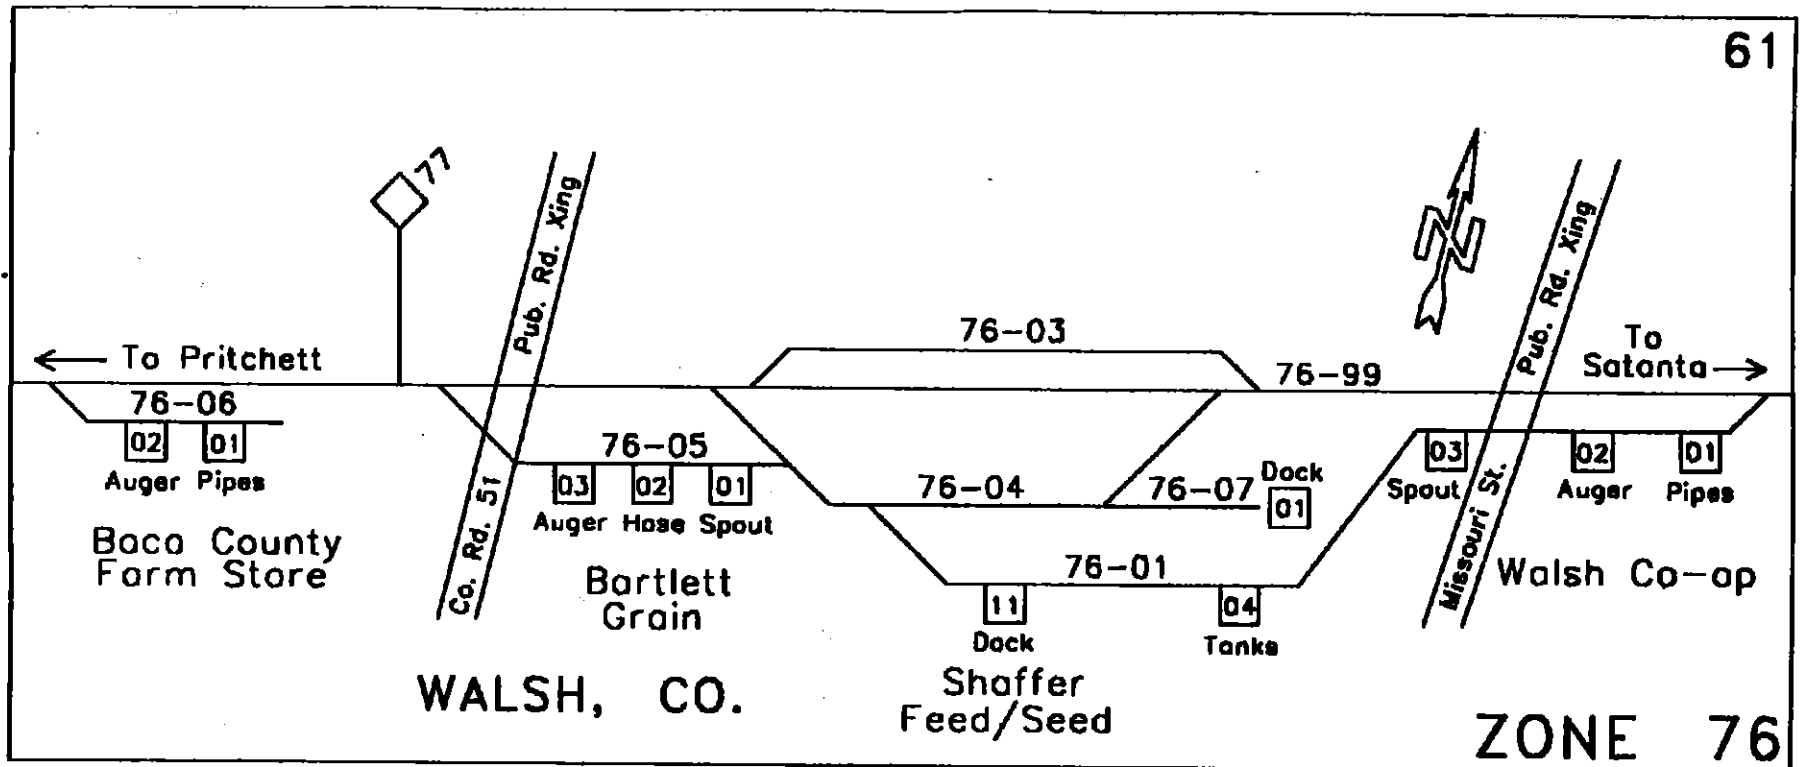 61
77
Pub. Rd. Xing
Pub. Rd. Xing
76-03
To Pritchett
76-99
To
Satanta
76-06
02
01
Auger Pipes
76-05
03
02
01
Auger Hose Spout
76-04
76-07
Dock
01
03
Spout
02
Auger
01
Pipes
Co. Rd. 51
Missouri St.
Baca County
Farm Store
Bartlett
Grain
76-01
11
Dock
04
Tanks
Walsh Co-op
Shaffer
Feed/Seed
WALSH, CO.
ZONE 76
N